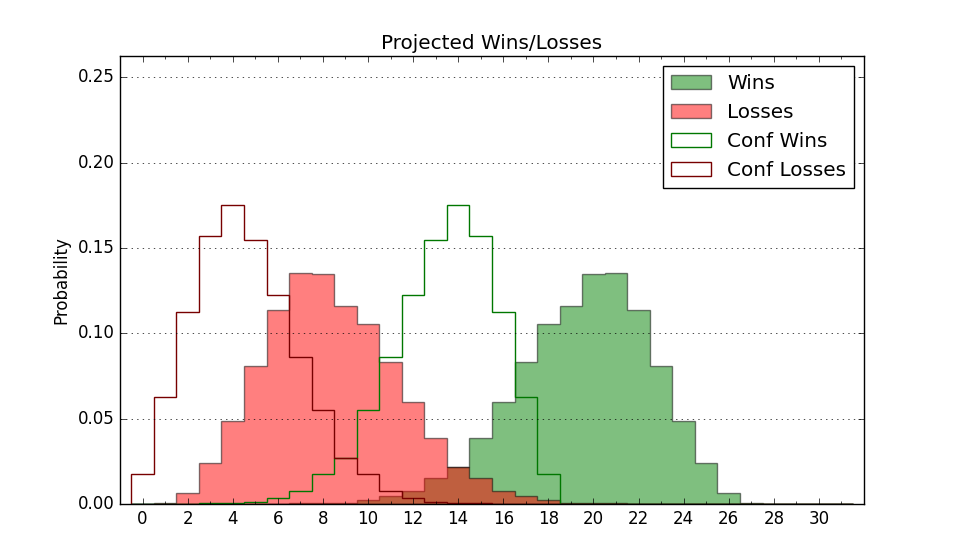 Projected Wins/Losses
0.25
0.20
0.15
0.10
0.05
0.00
Probability
Wins
Losses
Conf Wins
Conf Losses
0 2 4 6 8 10 12 14 16 18 20 22 24 26 28 30